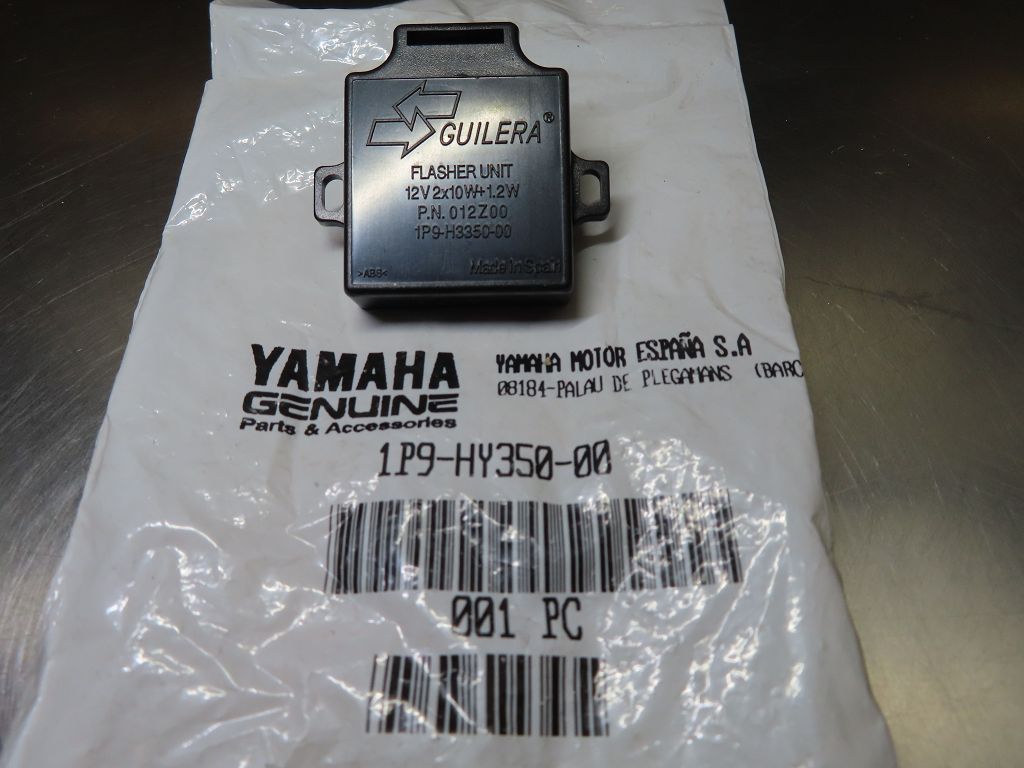 GUILERA®
FLASHER UNIT
12V 2x10W+1.2W
P.N. 012Z00
1P9-H3350-00
>ABS<
Made In Spain
YAMAHA
GENUINE
Parts & Accessories
YAMAHA MOTOR ESPAÑA S.A
08184-PALAU DE PLEGAMANS (BARC
1P9-HY350-00
001 PC